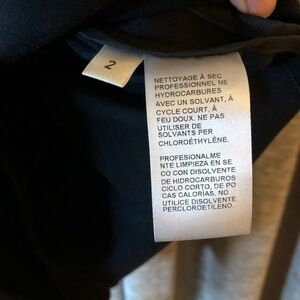 2
NETTOYAGE À SEC
PROFESSIONNEL NE
HYDROCARBURES
AVEC UN SOLVANT, À
CYCLE COURT, À
FEU DOUX. NE PAS
UTILISER DE
SOLVANTS PER
CHLOROÉTHYLÈNE.
PROFESIONALME
NTE LIMPIEZA EN SE
CO CON DISOLVENTE
DE HIDROCARBUROS
CICLO CORTO, DE PO
CAS CALORÍAS. NO
UTILICE DISOLVENTE
PERCLOROETILENO.